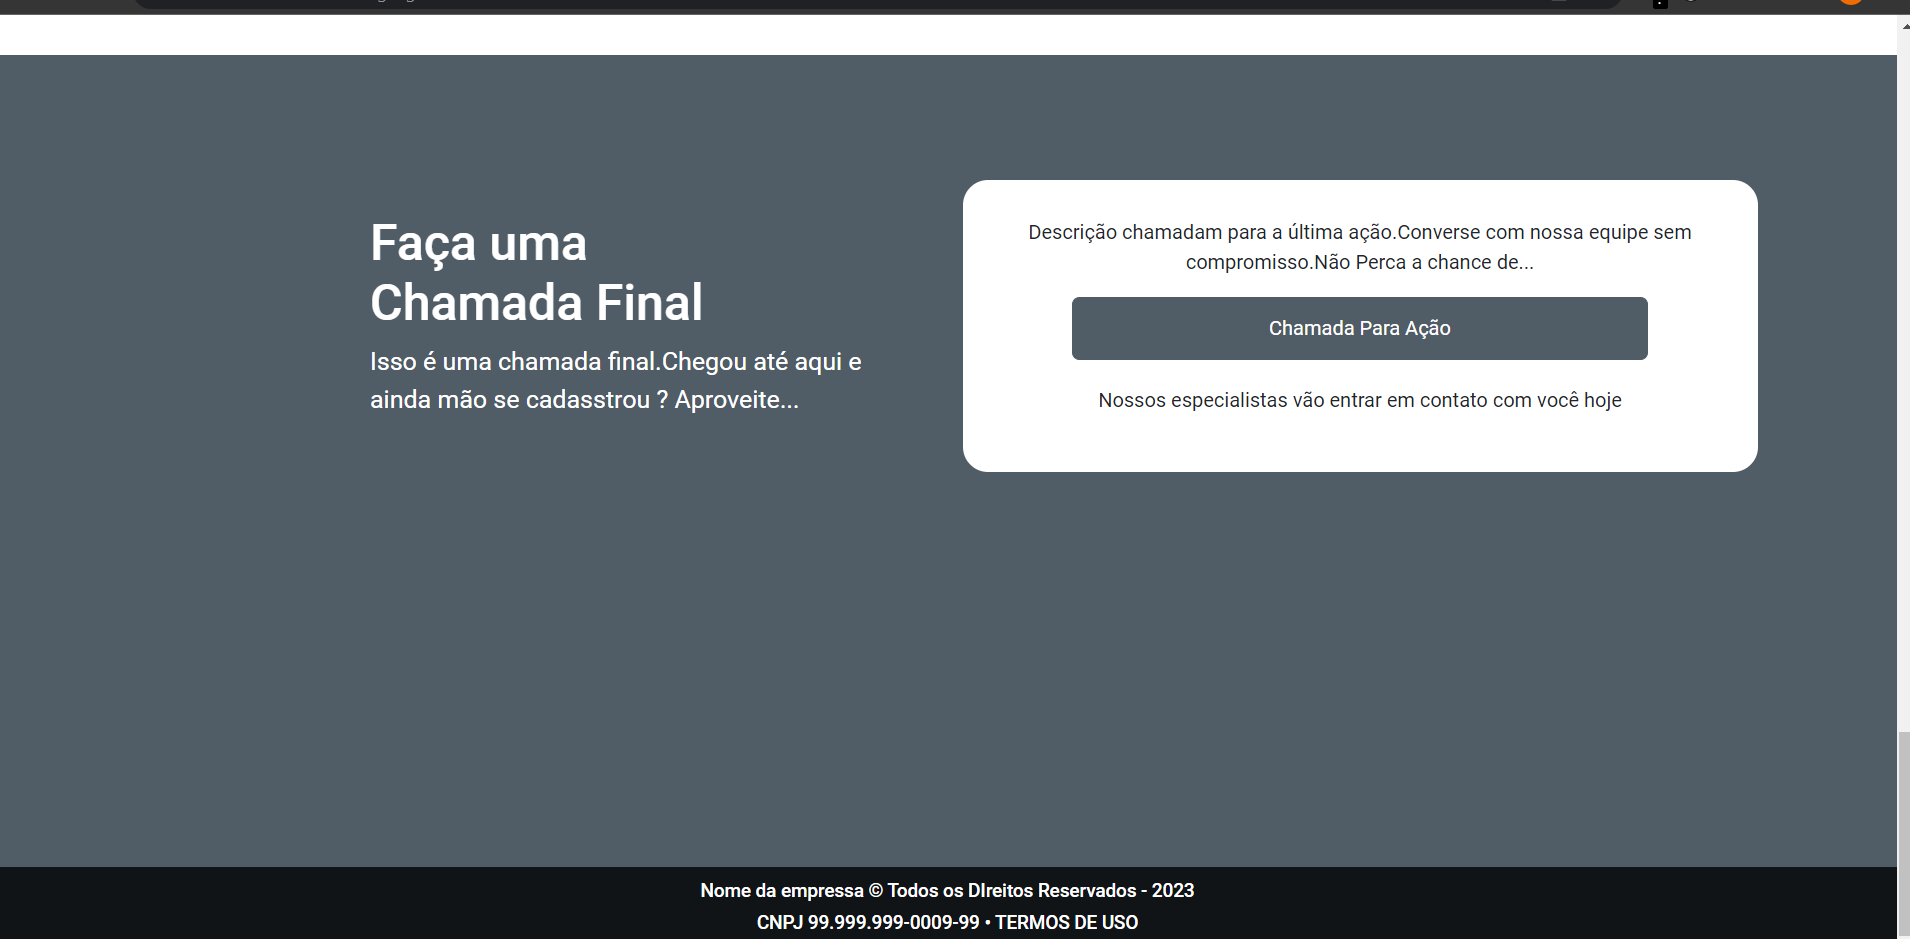 Faça uma
Chamada Final
Isso é uma chamada final.Chegou até aqui e
ainda mão se cadasstrou ? Aproveite...
Descrição chamadam para a última ação.Converse com nossa equipe sem
compromisso.Não Perca a chance de...
Chamada Para Ação
Nossos especialistas vão entrar em contato com você hoje
Nome da empressa © Todos os DIreitos Reservados - 2023
CNPJ 99.999.999-0009-99 • TERMOS DE USO